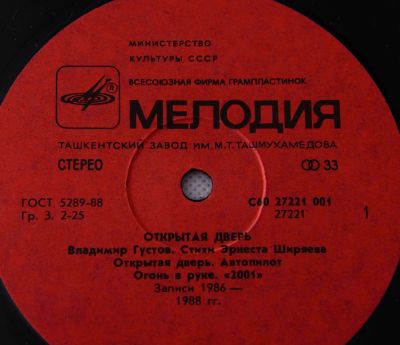 МИНИСТЕРСТВО
КУЛЬТУРЫ СССР
ВСЕСОЮЗНАЯ ФИРМА ГРАМПЛАСТИНОК
МЕЛОДИЯ
ТАШКЕНТСКИЙ ЗАВОД ИМ. М.Т. ТАШМУХАМЕДОВА
СТЕРЕО
33
ГОСТ 5289-88
Гр. 3. 2-25
С60 27221 001
27221
1
ОТКРЫТАЯ ДВЕРЬ
Владимир Густов. Стихи Эрнеста Ширяева
Открытая дверь. Автопилот
Огонь в руке. «2001»
Записи 1986—
1988 гг.